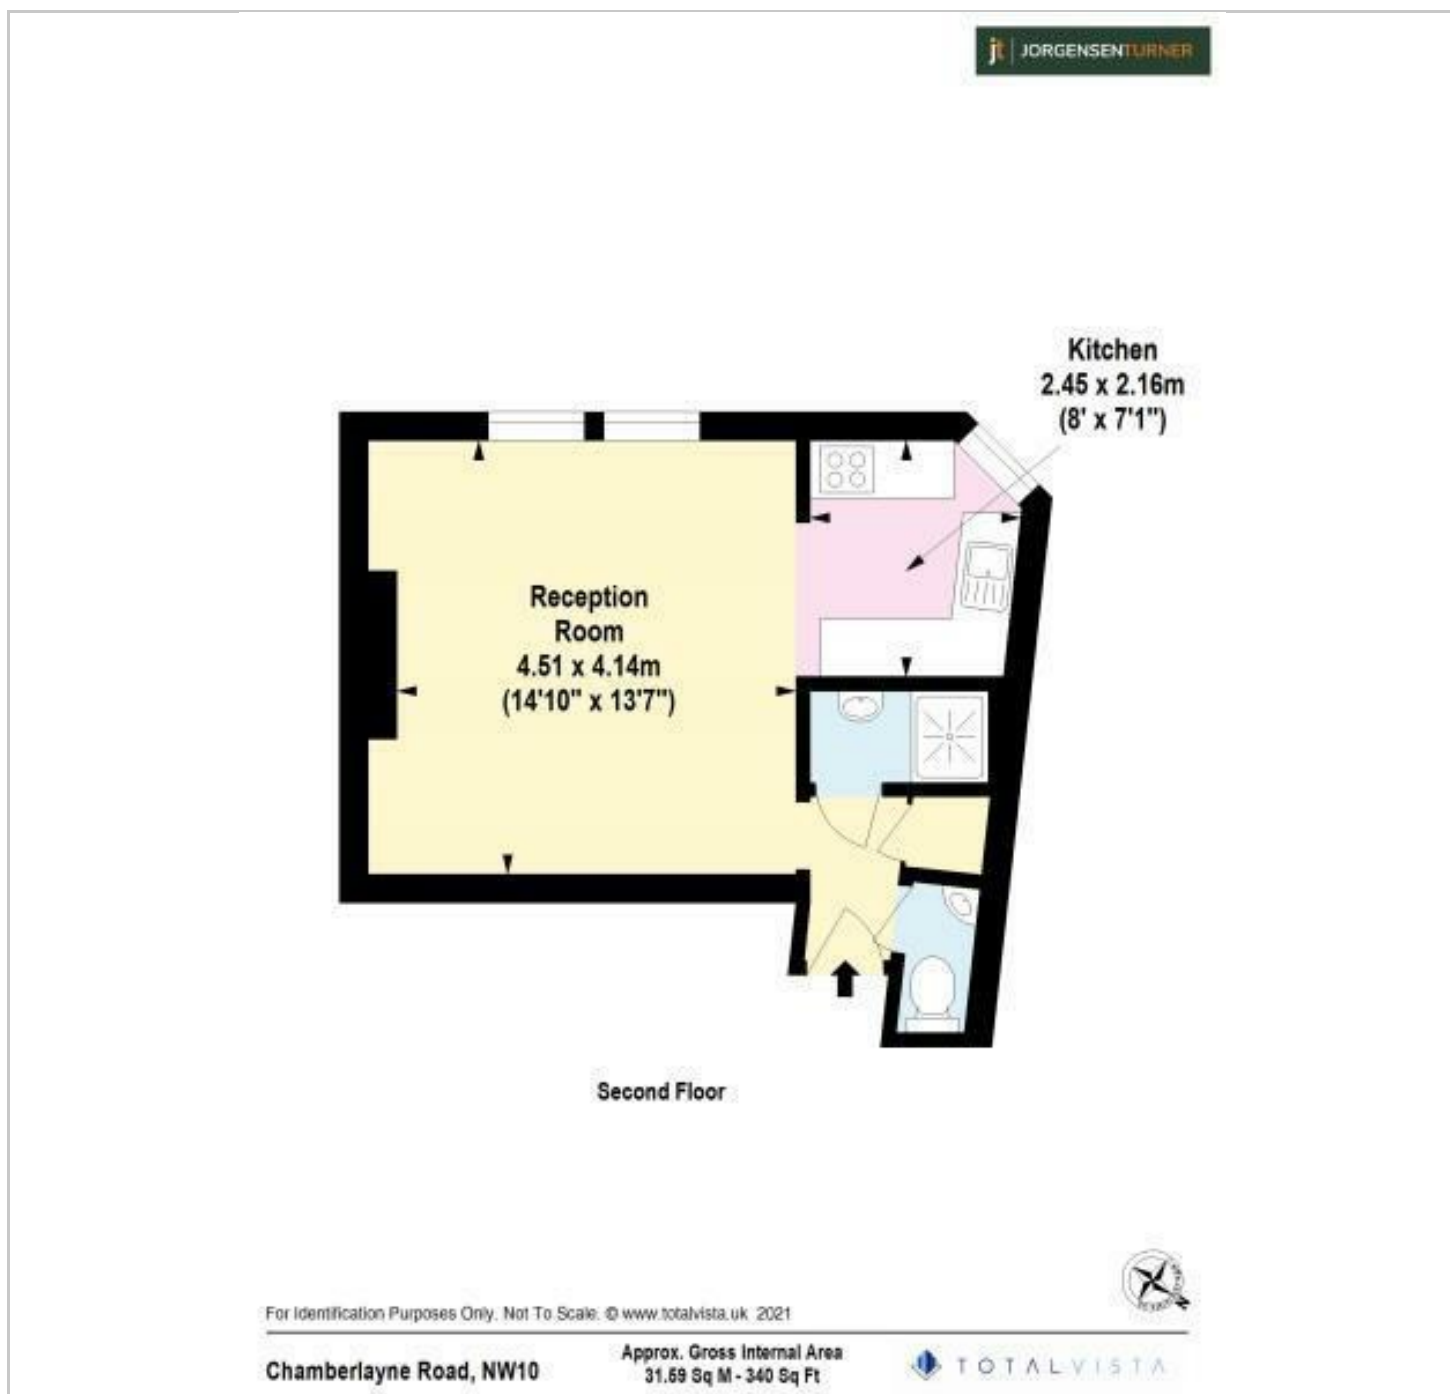 jt JORGENSENTURNER
Kitchen
2.45 x 2.16m
(8' x 7'1")
Reception
Room
4.51 x 4.14m
(14'10" x 13'7")
Second Floor
For Identification Purposes Only. Not To Scale. © www.totalvista.uk 2021
Chamberlayne Road, NW10
Approx. Gross Internal Area
31.59 Sq M - 340 Sq Ft
TOTALVISTA